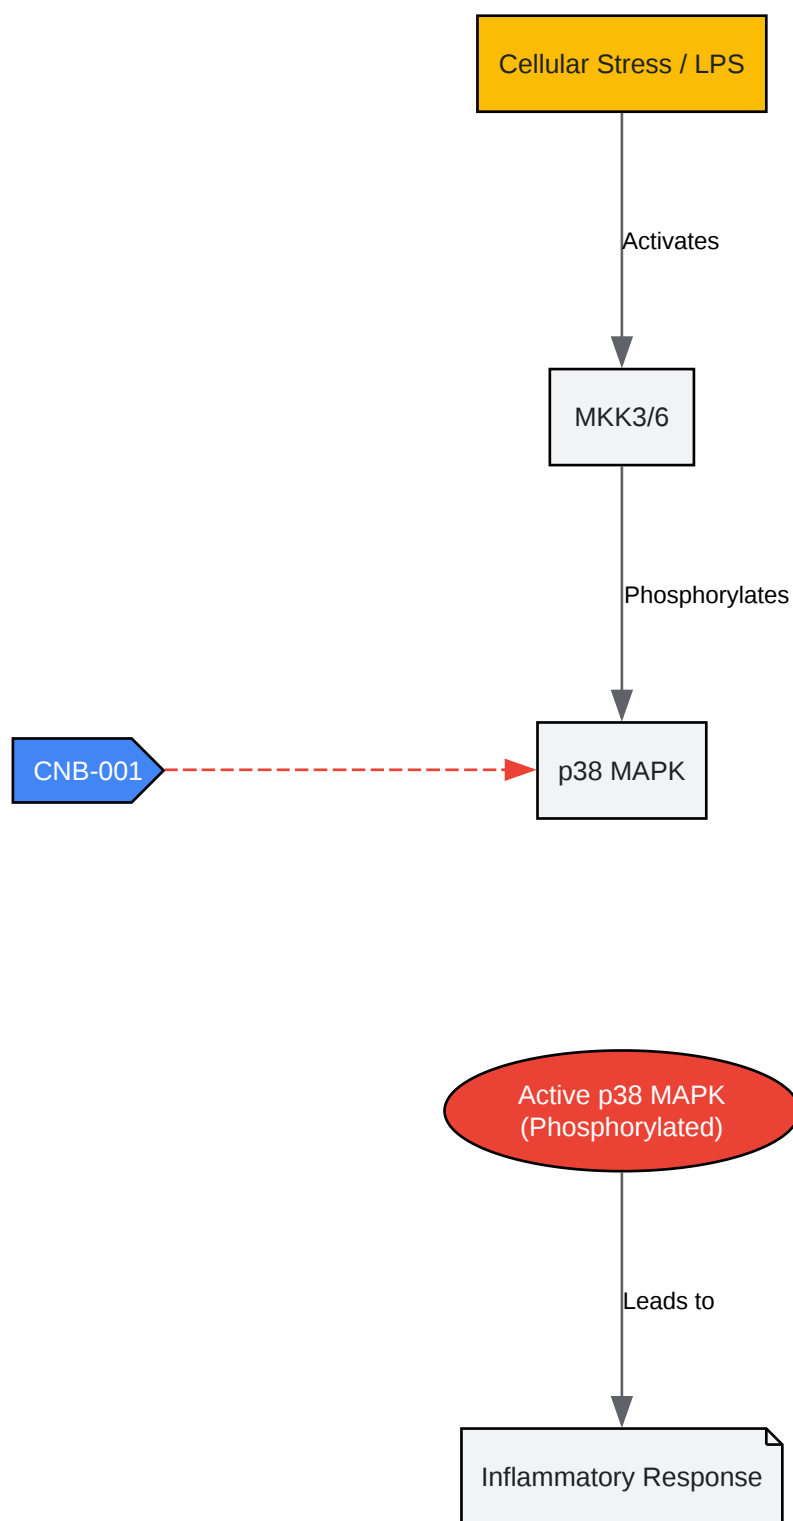 Cellular Stress / LPS
Activates
MKK3/6
Phosphorylates
CNB-001
p38 MAPK
Active p38 MAPK
(Phosphorylated)
Leads to
Inflammatory Response